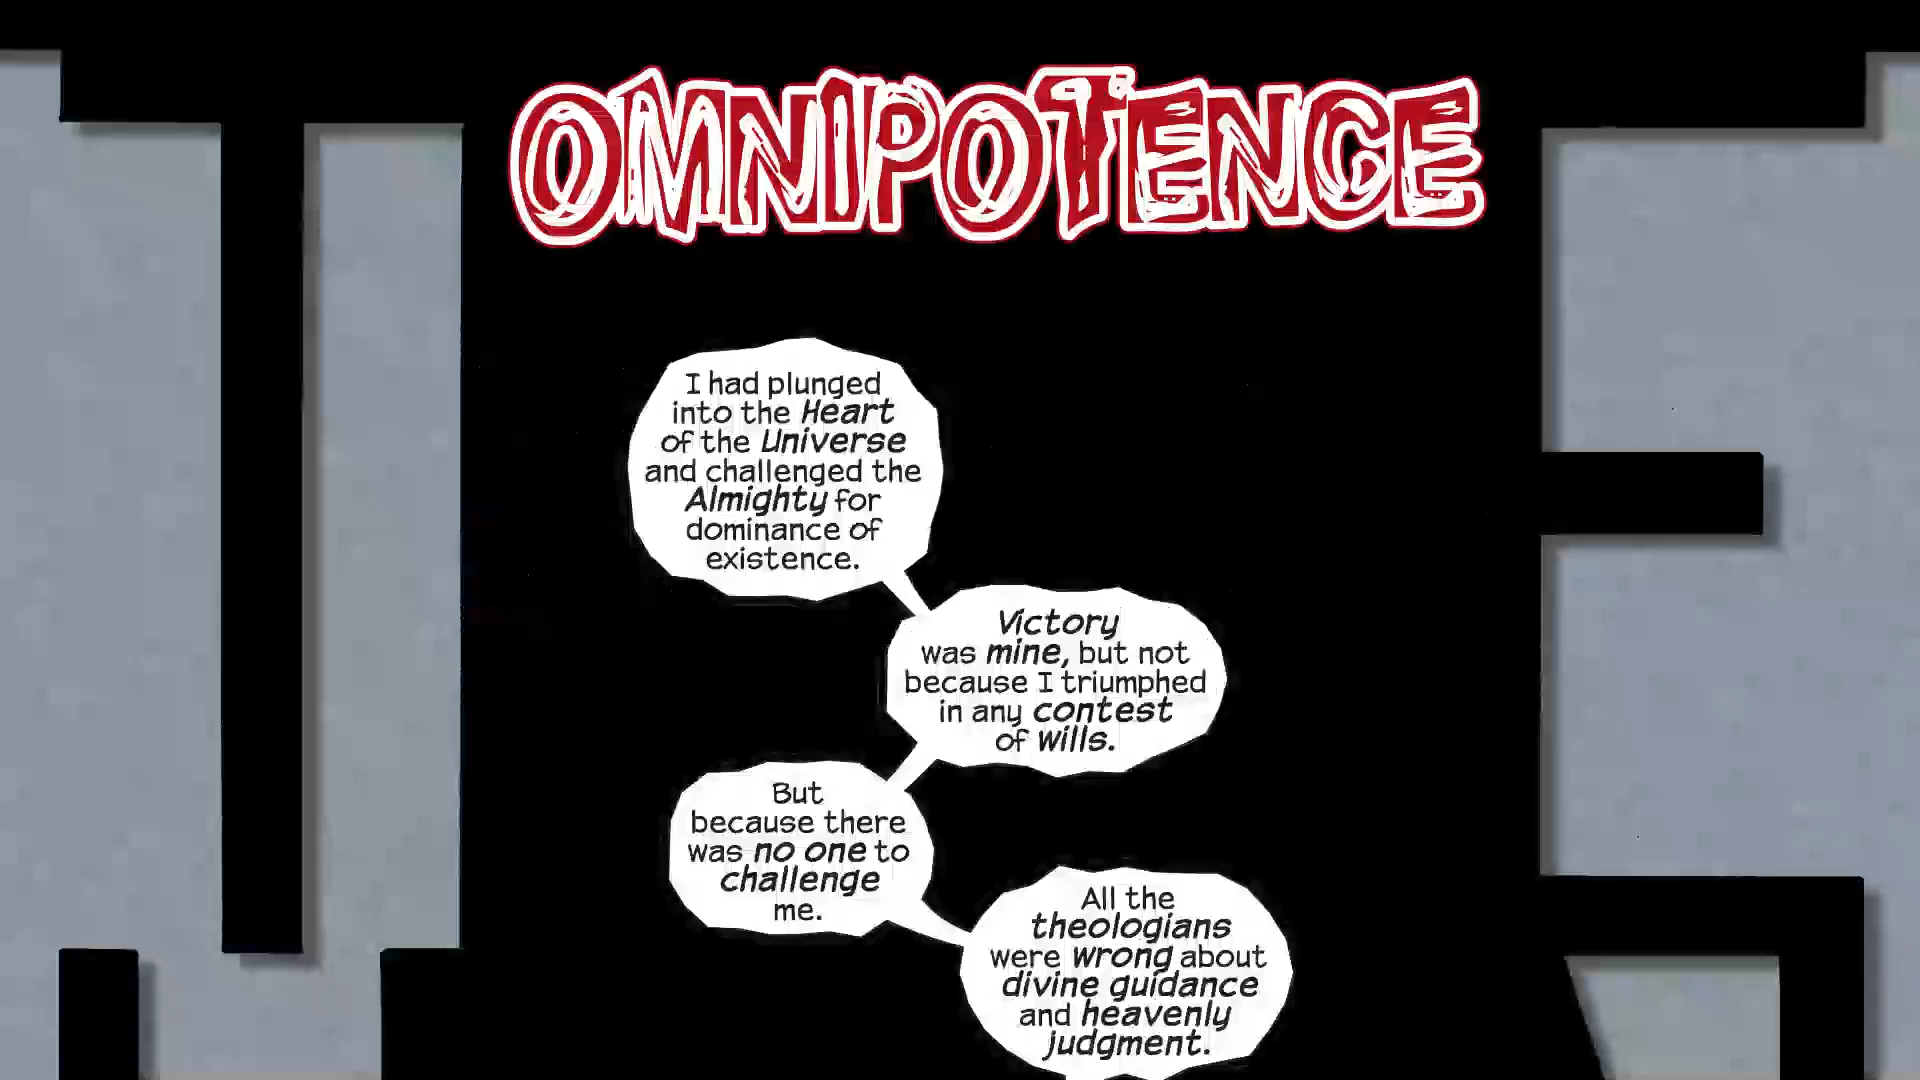 OMNIPOTENCE
I had plunged
into the Heart
of the Universe
and challenged the
Almighty for
dominance of
existence.
Victory
was mine, but not
because I triumphed
in any contest
of wills.
But
because there
was no one to
challenge
me.
All the
theologians
were wrong about
divine guidance
and heavenly
judgment.